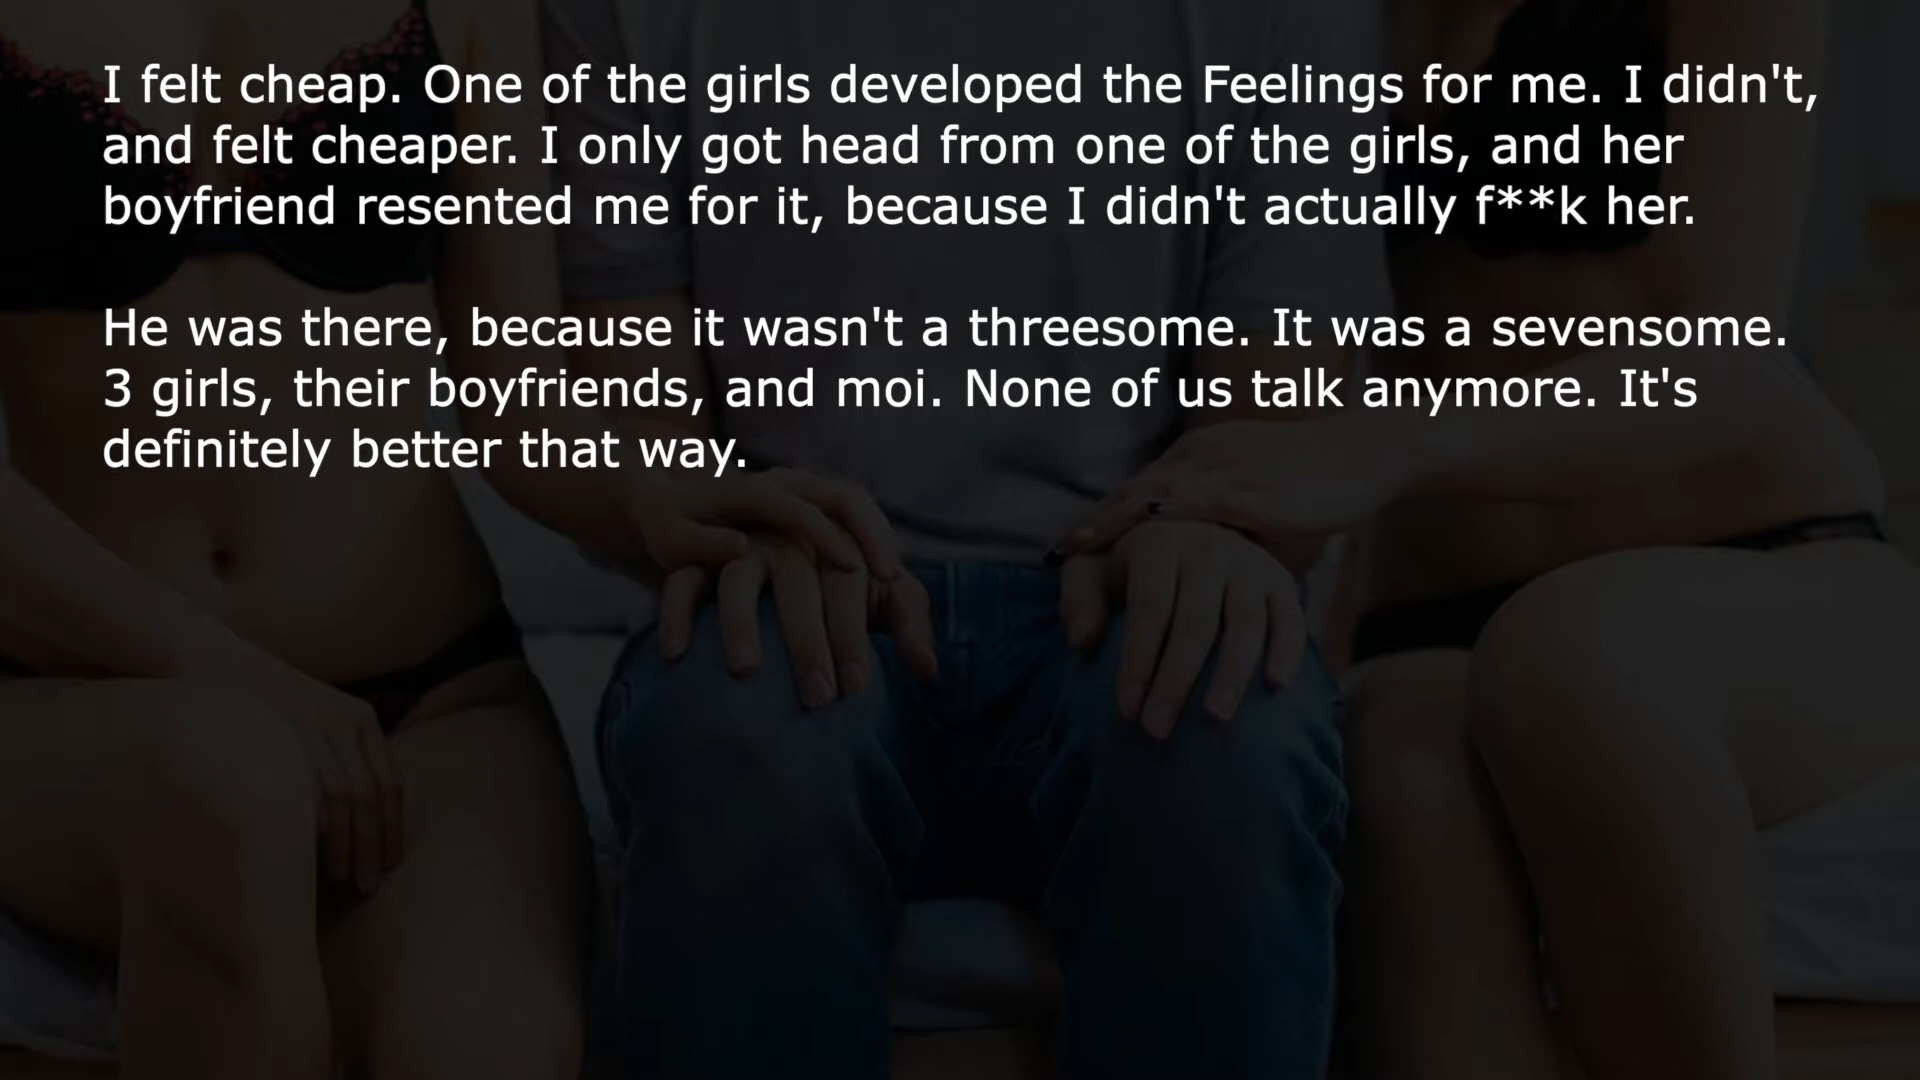 I felt cheap. One of the girls developed the Feelings for me. I didn't,
and felt cheaper. I only got head from one of the girls, and her
boyfriend resented me for it, because I didn't actually f**k her.
He was there, because it wasn't a threesome. It was a sevensome.
3 girls, their boyfriends, and moi. None of us talk anymore. It's
definitely better that way.